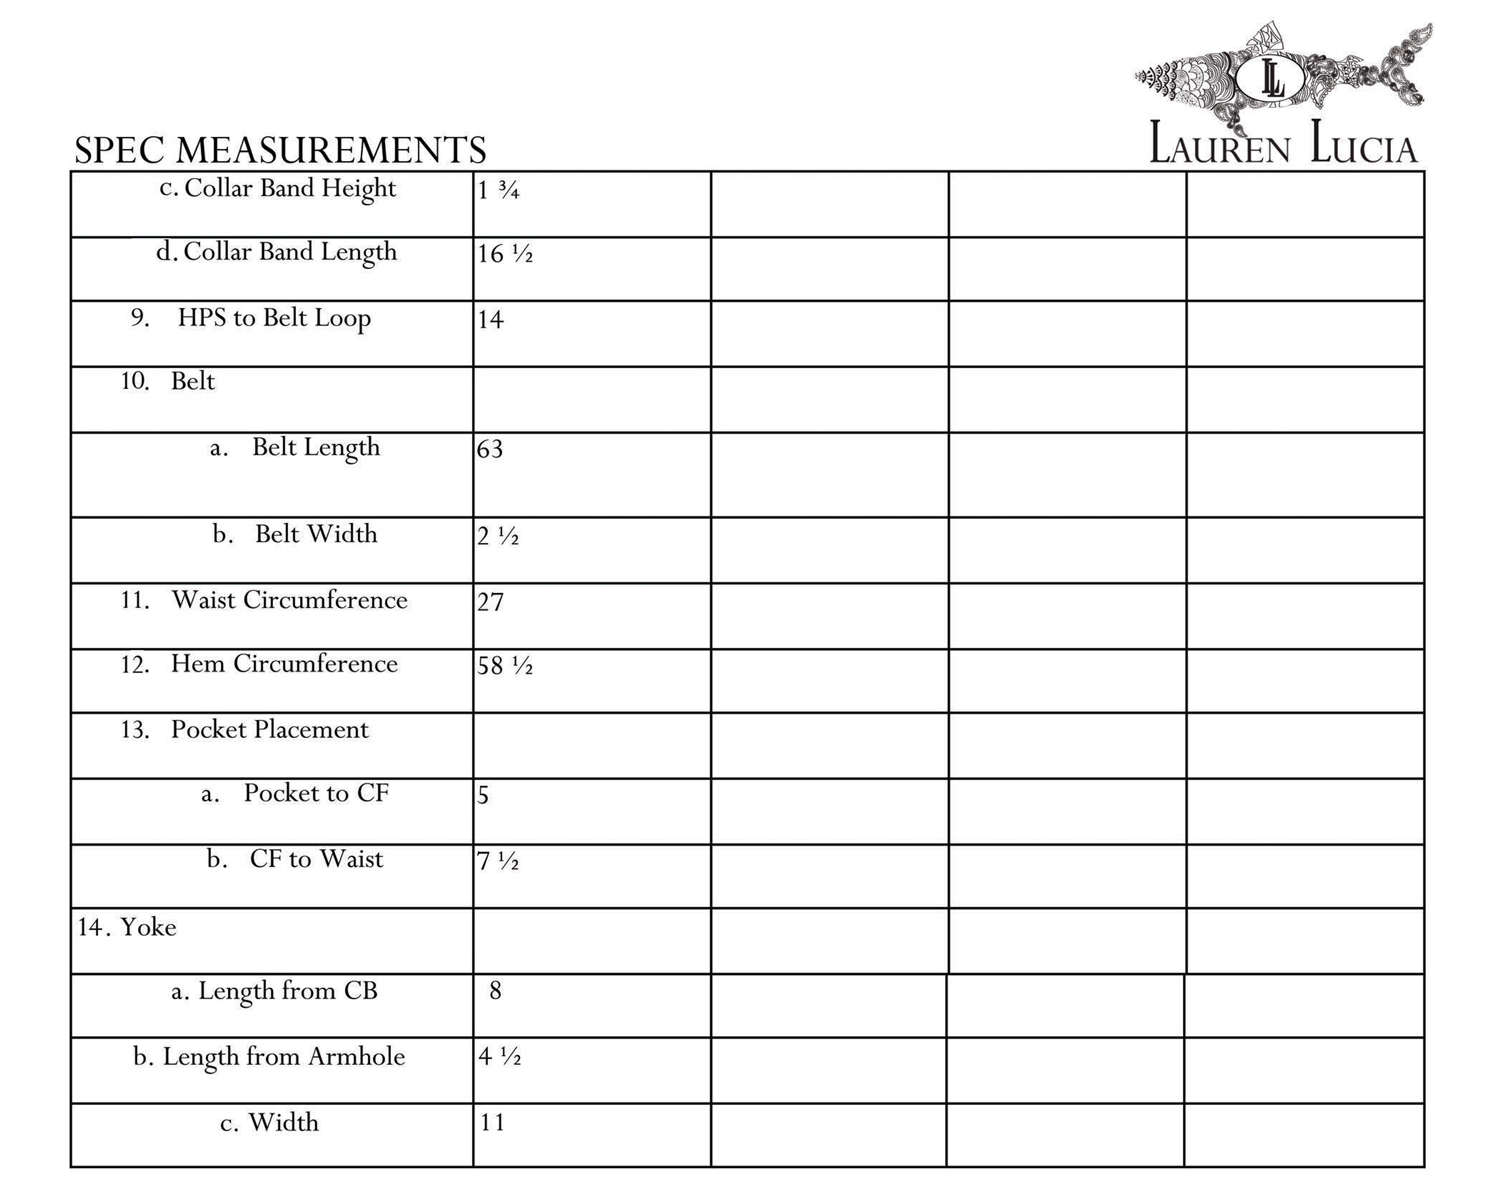 LL
LAUREN LUCIA
SPEC MEASUREMENTS
c. Collar Band Height 1 ¾
d. Collar Band Length 16 ½
9. HPS to Belt Loop 14
10. Belt
a. Belt Length 63
b. Belt Width 2 ½
11. Waist Circumference 27
12. Hem Circumference 58 ½
13. Pocket Placement
a. Pocket to CF 5
b. CF to Waist 7 ½
14. Yoke
a. Length from CB 8
b. Length from Armhole 4 ½
c. Width 11